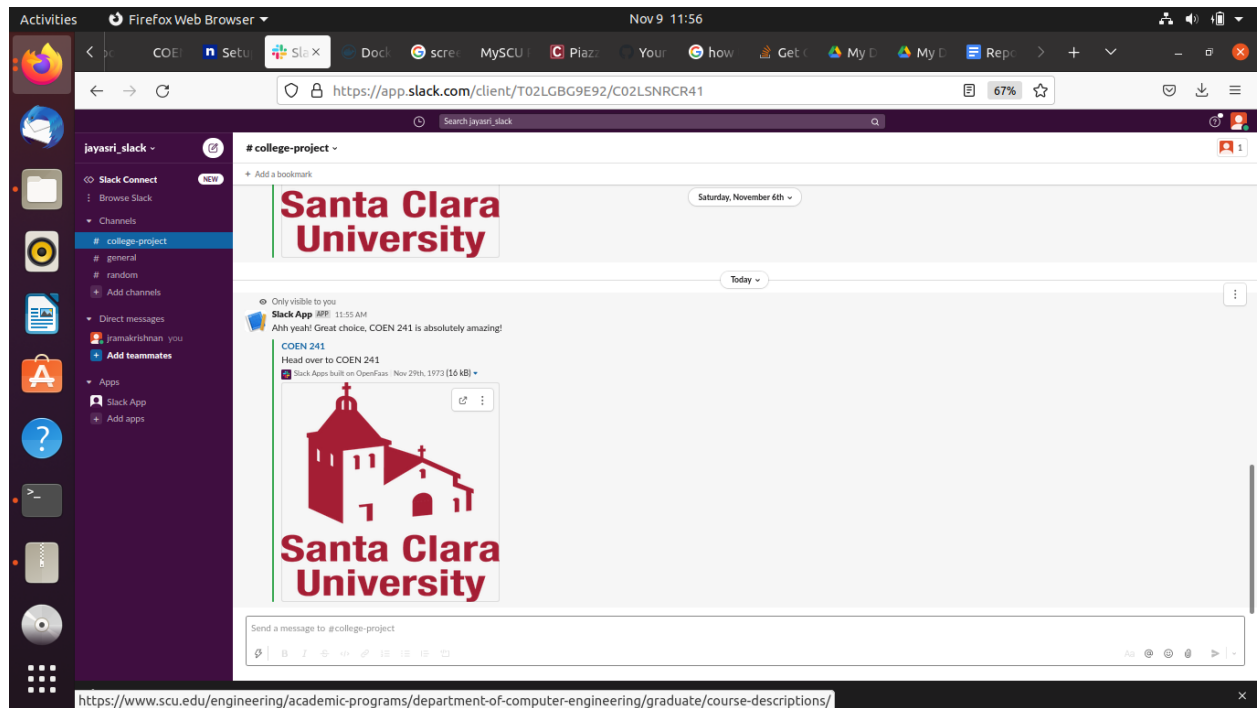 Activities
Firefox Web Browser
Nov 9 11:56
COE
Setu
Sla
Dock
scree
MySCU
Piazz
Your
how
Get
My D
My D
Repo
https://app.slack.com/client/T02LGBG9E92/C02LSNRCR41
67%
Search jayasri_slack
jayasri_slack
# college-project
1
Slack Connect
NEW
+ Add a bookmark
Browse Slack
Santa Clara
University
Saturday, November 6th
Channels
# college-project
# general
# random
+ Add channels
Today
Direct messages
jramakrishnan you
+ Add teammates
Apps
Slack App
+ Add apps
Only visible to you
Slack App APP 11:55 AM
Ahh yeah! Great choice, COEN 241 is absolutely amazing!
COEN 241
Head over to COEN 241
Slack Apps built on OpenFaas Nov 29th, 1973 (16 kB)
Santa Clara
University
Send a message to #college-project
https://www.scu.edu/engineering/academic-programs/department-of-computer-engineering/graduate/course-descriptions/